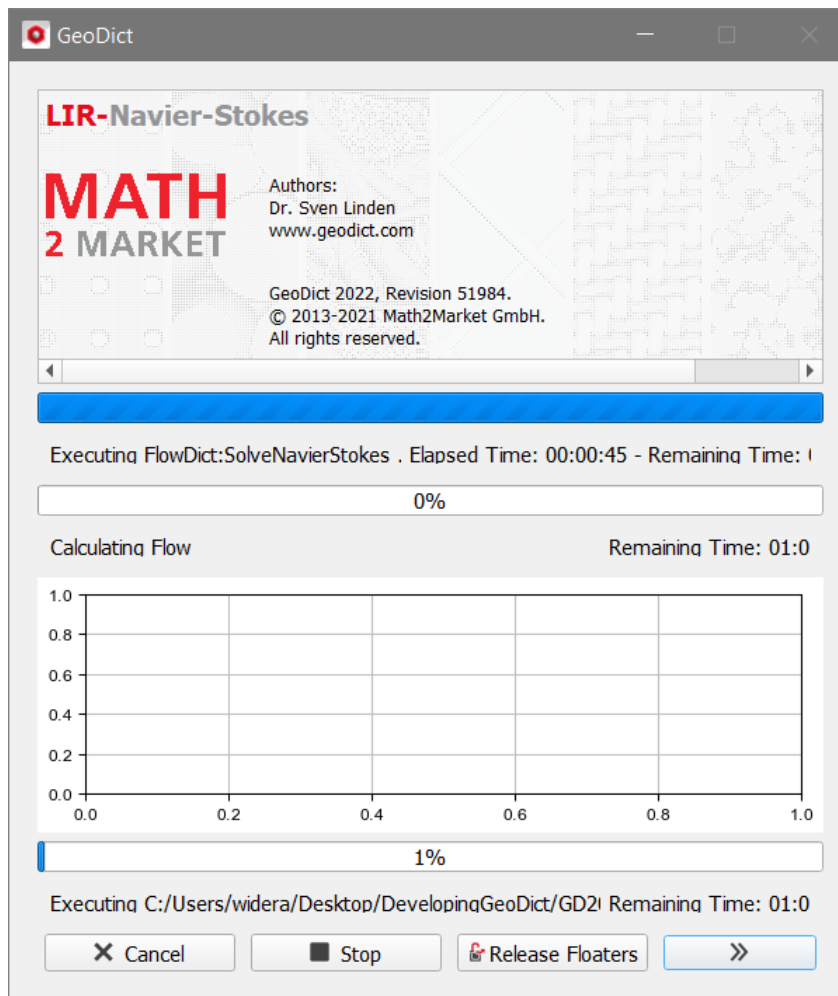 GeoDict
LIR-Navier-Stokes
MATH
2 MARKET
Authors:
Dr. Sven Linden
www.geodict.com
GeoDict 2022, Revision 51984.
© 2013-2021 Math2Market GmbH.
All rights reserved.
Executing FlowDict:SolveNavierStokes . Elapsed Time: 00:00:45 - Remaining Time:
0%
Calculating Flow Remaining Time: 01:0
1.0
0.8
0.6
0.4
0.2
0.0
0.0 0.2 0.4 0.6 0.8 1.0
1%
Executing C:/Users/widera/Desktop/DevelopingGeoDict/GD2 Remaining Time: 01:0
Cancel Stop Release Floaters